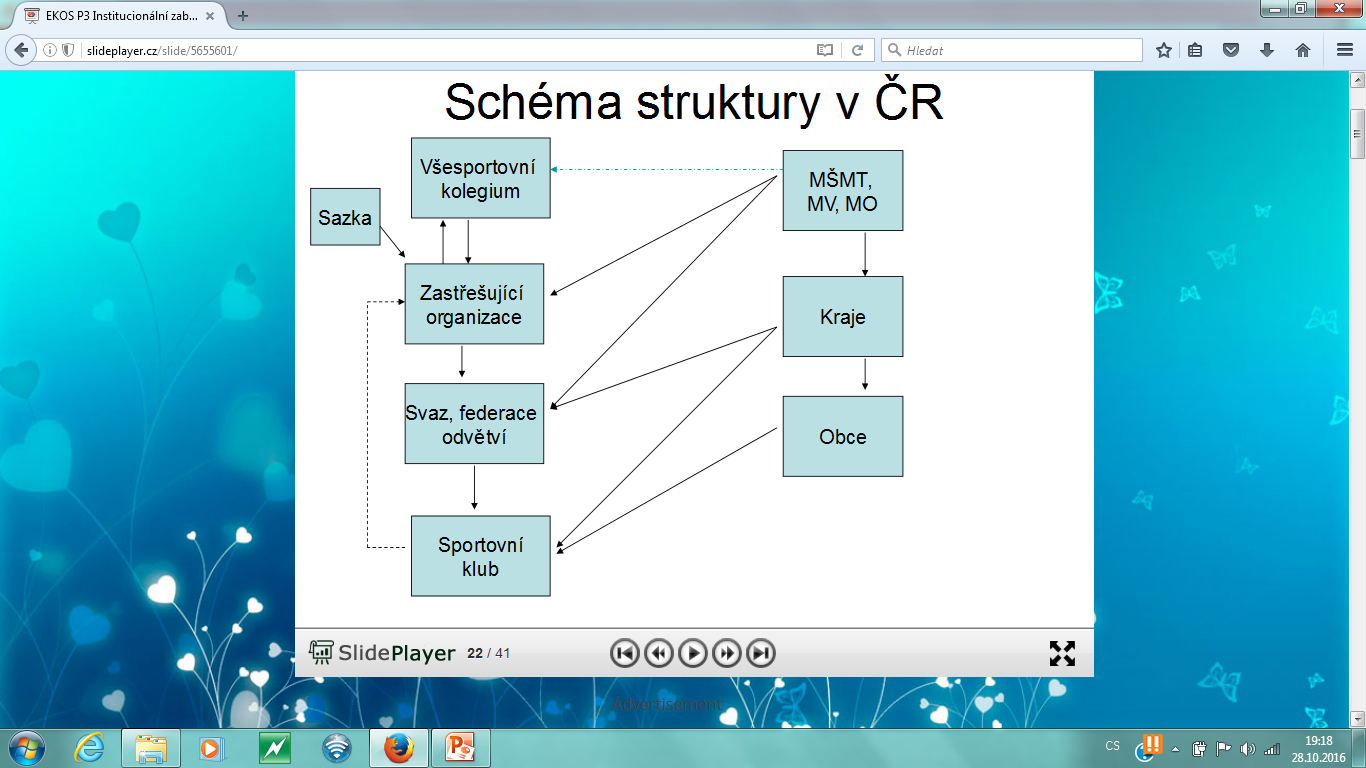 EKOS P3 Institucionální zab...
slideplayer.cz/slide/5655601/
Hledat
Schéma struktury v ČR
Všesportovní
kolegium
MŠMT,
MV, MO
Sazka
Zastřešující
organizace
Kraje
Svaz, federace
odvětví
Obce
Sportovní
klub
SlidePlayer
22 / 41
Advertisement
CS
19:18
28.10.2016